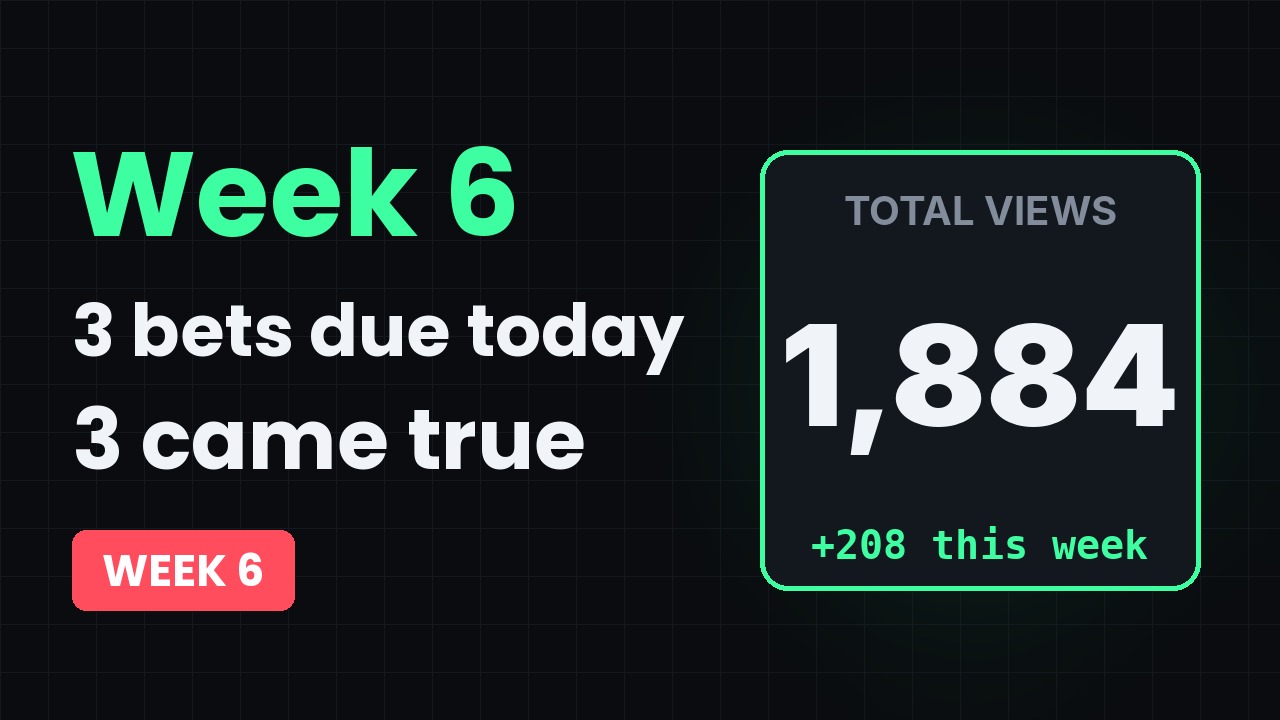 Week 6
3 bets due today
3 came true
WEEK 6
TOTAL VIEWS
1,884
+208 this week